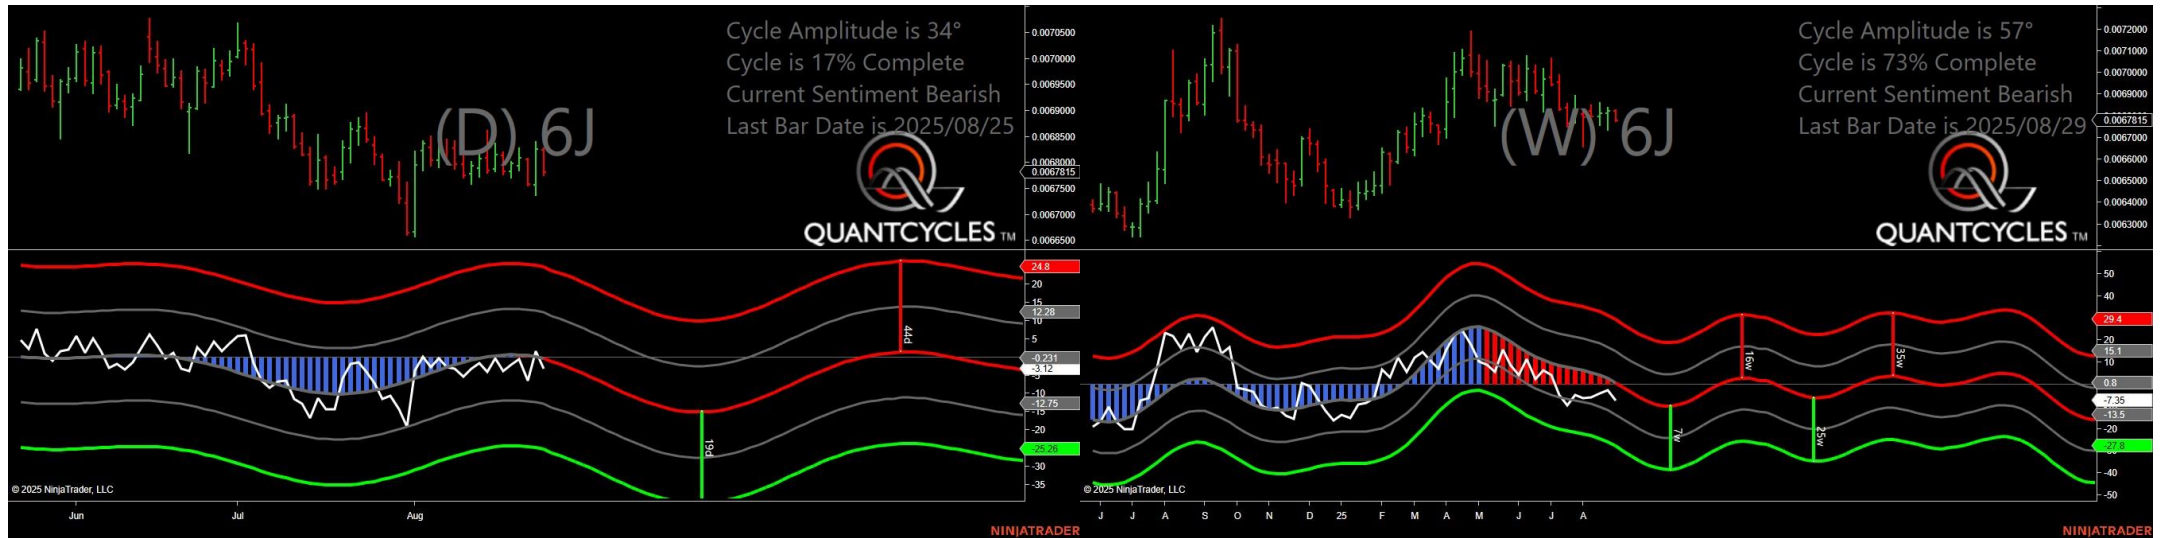 Cycle Amplitude is 34°
Cycle is 17% Complete
Current Sentiment Bearish
Last Bar Date is 2025/08/25
(D) 6J
QUANTCYCLES TM
0.0070500
0.0070000
0.0069500
0.0069000
0.0068500
0.0068000
0.0067815
0.0067500
0.0067000
0.0066500
24.8
20
15
12.28
10
5
-0.231
-3.12
-5
-10
-12.75
-15
-20
-25.26
-30
-35
44d
19d
© 2025 NinjaTrader, LLC
Jun
Jul
Aug
NINJATRADER
Cycle Amplitude is 57°
Cycle is 73% Complete
Current Sentiment Bearish
Last Bar Date is 2025/08/29
(W) 6J
QUANTCYCLES TM
0.0072000
0.0071000
0.0070000
0.0069000
0.0067815
0.0067000
0.0066000
0.0065000
0.0064000
0.0063000
50
40
29.4
20
15.1
0.8
-7.35
-13.5
-20
-27.8
-40
-50
16w
35w
7w
25w
© 2025 NinjaTrader, LLC
J
J
A
S
O
N
D
25
F
M
A
M
J
J
A
NINJATRADER